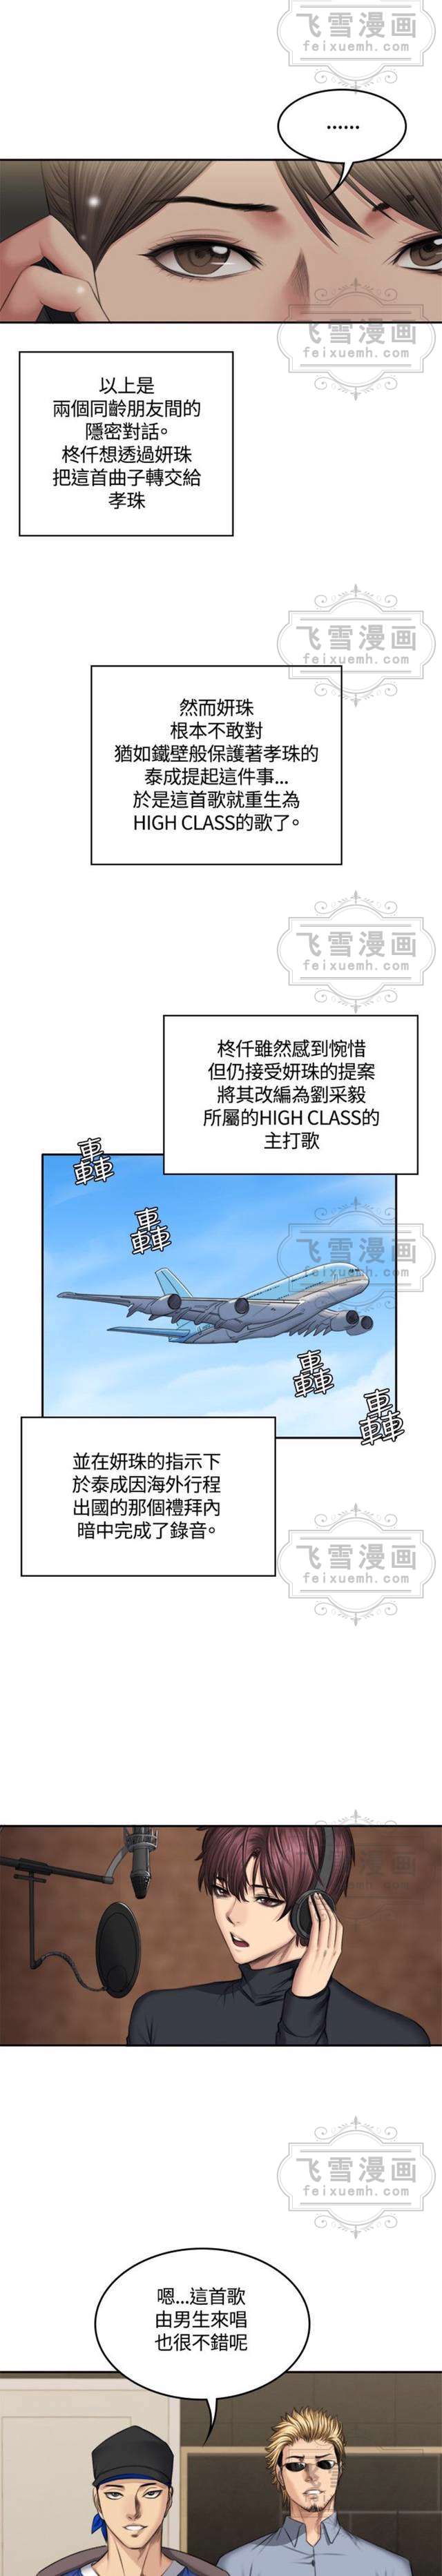 飞雪漫画
feixuemh.com
......
飞雪漫画
feixuemh.com
以上是
兩個同齡朋友間的
隱密對話。
柊仟想透過妍珠
把這首曲子轉交給
孝珠
飞雪漫画
feixuemh.com
然而妍珠
根本不敢對
猶如鐵壁般保護著孝珠的
泰成提起這件事...
於是這首歌就重生為
HIGH CLASS的歌了。
飞雪漫画
feixuemh.com
柊仟雖然感到惋惜
但仍接受妍珠的提案
將其改編為劉采毅
所屬的HIGH CLASS的
主打歌
轟
轟
飞雪漫画
feixuemh.com
轟
轟
並在妍珠的指示下
於泰成因海外行程
出國的那個禮拜內
暗中完成了錄音。
飞雪漫画
feixuemh.com
漫画
飞雪漫画
feixuemh.com
嗯...這首歌
由男生來唱
也很不錯呢